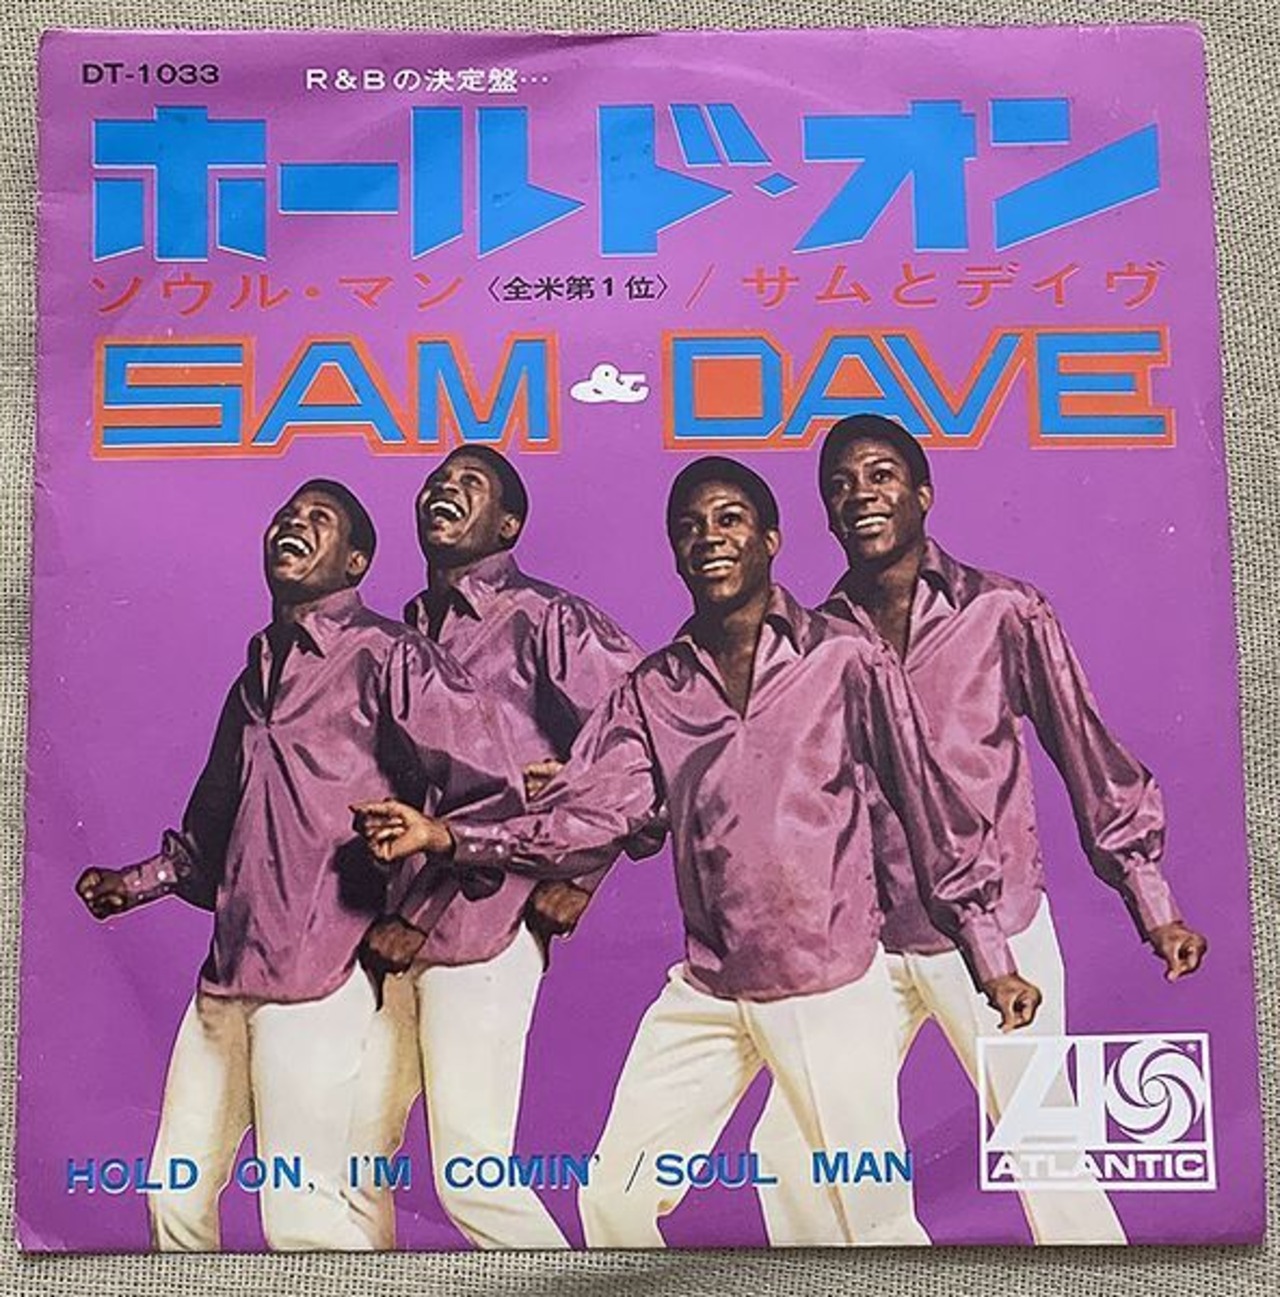 DT-1033 R&Bの決定盤…
ホールド・オン
ソウル・マン〈全米第1位〉/ サムとデイヴ
SAM & DAVE
HOLD ON, I'M COMIN' / SOUL MAN
ATLANTIC